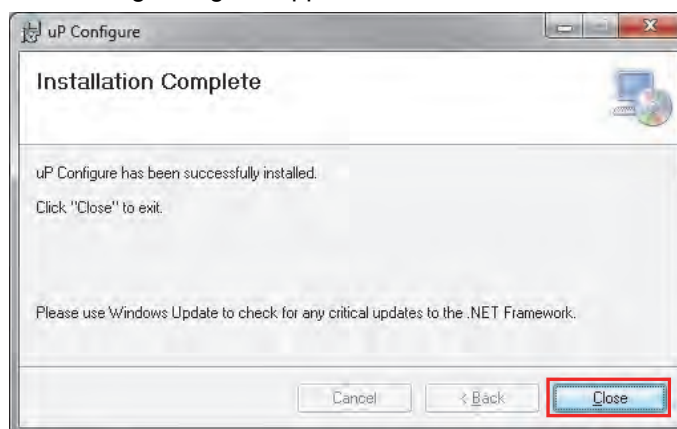 uP Configure
Installation Complete
uP Configure has been successfully installed.
Click "Close" to exit.
Please use Windows Update to check for any critical updates to the .NET Framework.
Cancel
< Back
Close